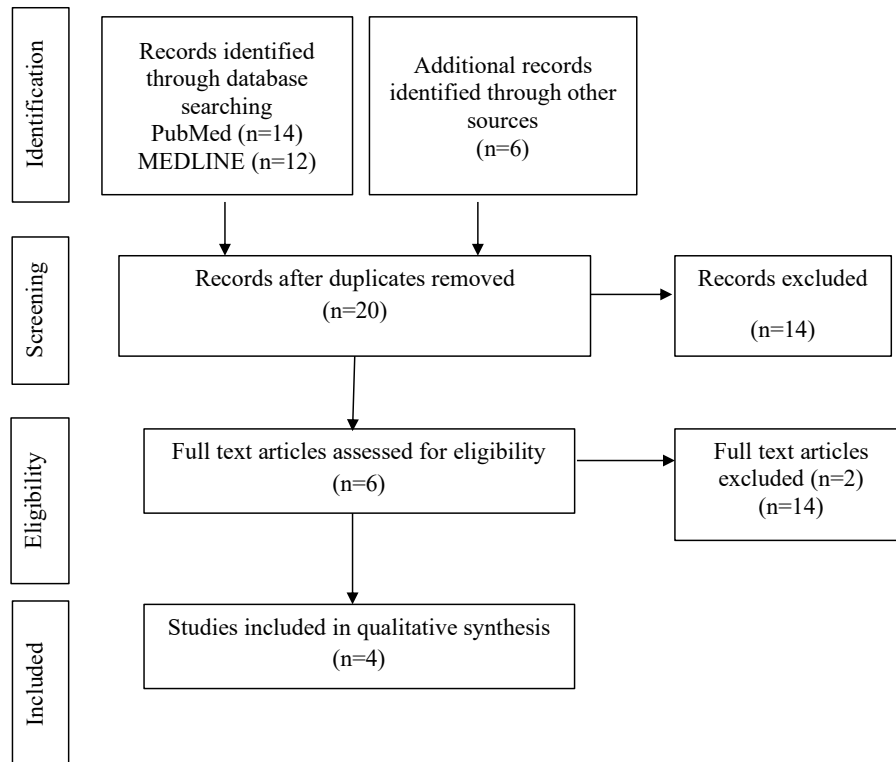 Identification
Records identified
through database
searching
PubMed (n=14)
MEDLINE (n=12)
Additional records
identified through other
sources
(n=6)
Screening
Records after duplicates removed
(n=20)
Records excluded
(n=14)
Eligibility
Full text articles assessed for eligibility
(n=6)
Full text articles
excluded (n=2)
(n=14)
Included
Studies included in qualitative synthesis
(n=4)